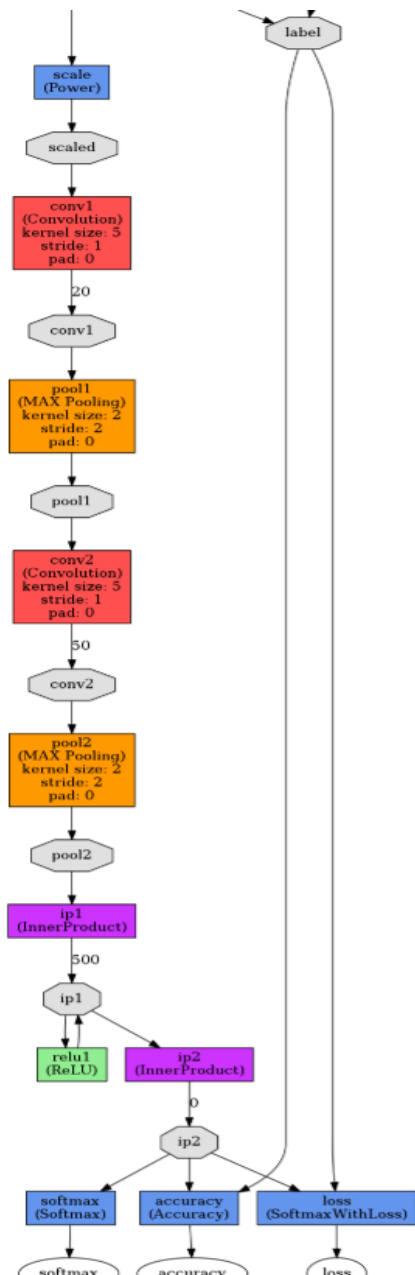 label
scale
(Power)
scaled
conv1
(Convolution)
kernel size: 5
stride: 1
pad: 0
20
conv1
pool1
(MAX Pooling)
kernel size: 2
stride: 2
pad: 0
pool1
conv2
(Convolution)
kernel size: 5
stride: 1
pad: 0
50
conv2
pool2
(MAX Pooling)
kernel size: 2
stride: 2
pad: 0
pool2
ip1
(InnerProduct)
500
ip1
relu1
(ReLU)
ip2
(InnerProduct)
0
ip2
softmax
(Softmax)
accuracy
(Accuracy)
loss
(SoftmaxWithLoss)
softmax
accuracy
loss